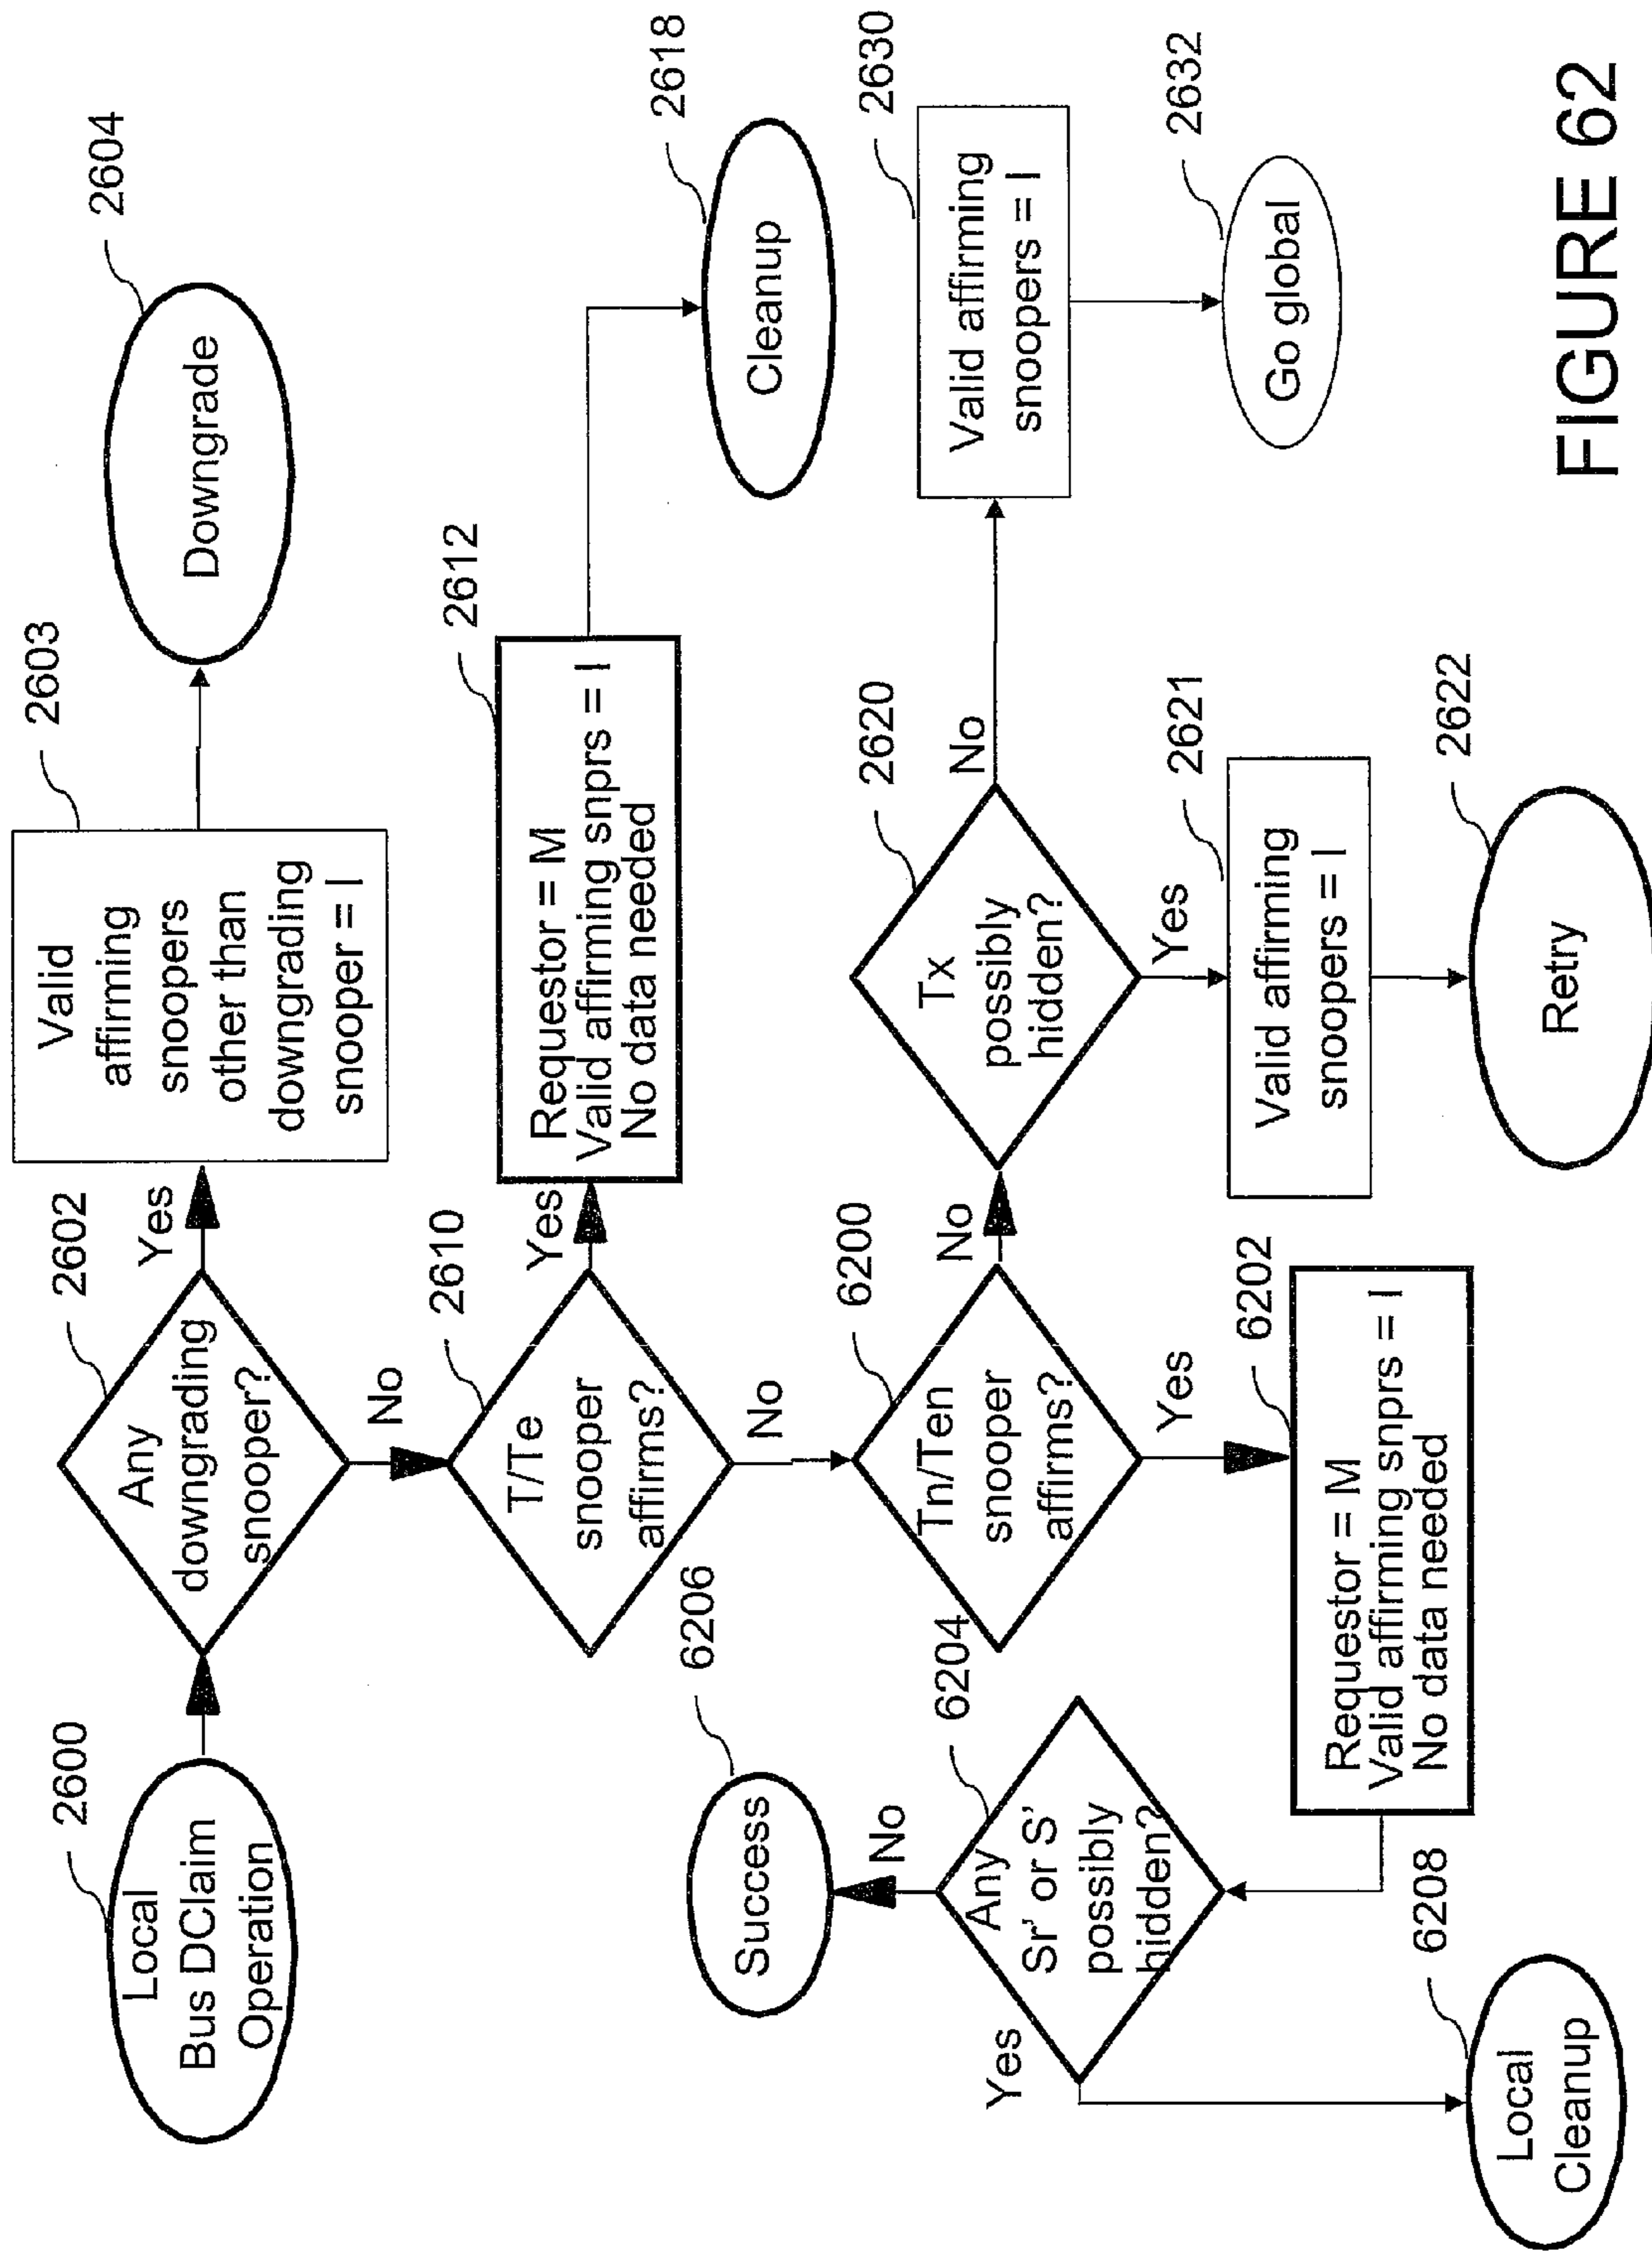 2600
Local
Bus DClaim
Operation
2602
Any
downgrading
snooper?
Yes
No
2603
Valid
affirming
snoopers
other than
downgrading
snooper = I
2604
Downgrade
2610
T/Te
snooper
affirms?
Yes
No
2612
Requestor = M
Valid affirming snprs = I
No data needed
2618
Cleanup
6200
Tn/Ten
snooper
affirms?
No
Yes
2620
Tx
possibly
hidden?
No
Yes
2630
Valid affirming
snoopers = I
2632
Go global
2621
Valid affirming
snoopers = I
2622
Retry
6202
Requestor = M
Valid affirming snprs = I
No data needed
6204
Any
Sr' or S'
possibly
hidden?
No
Yes
6206
Success
6208
Local
Cleanup
FIGURE 62